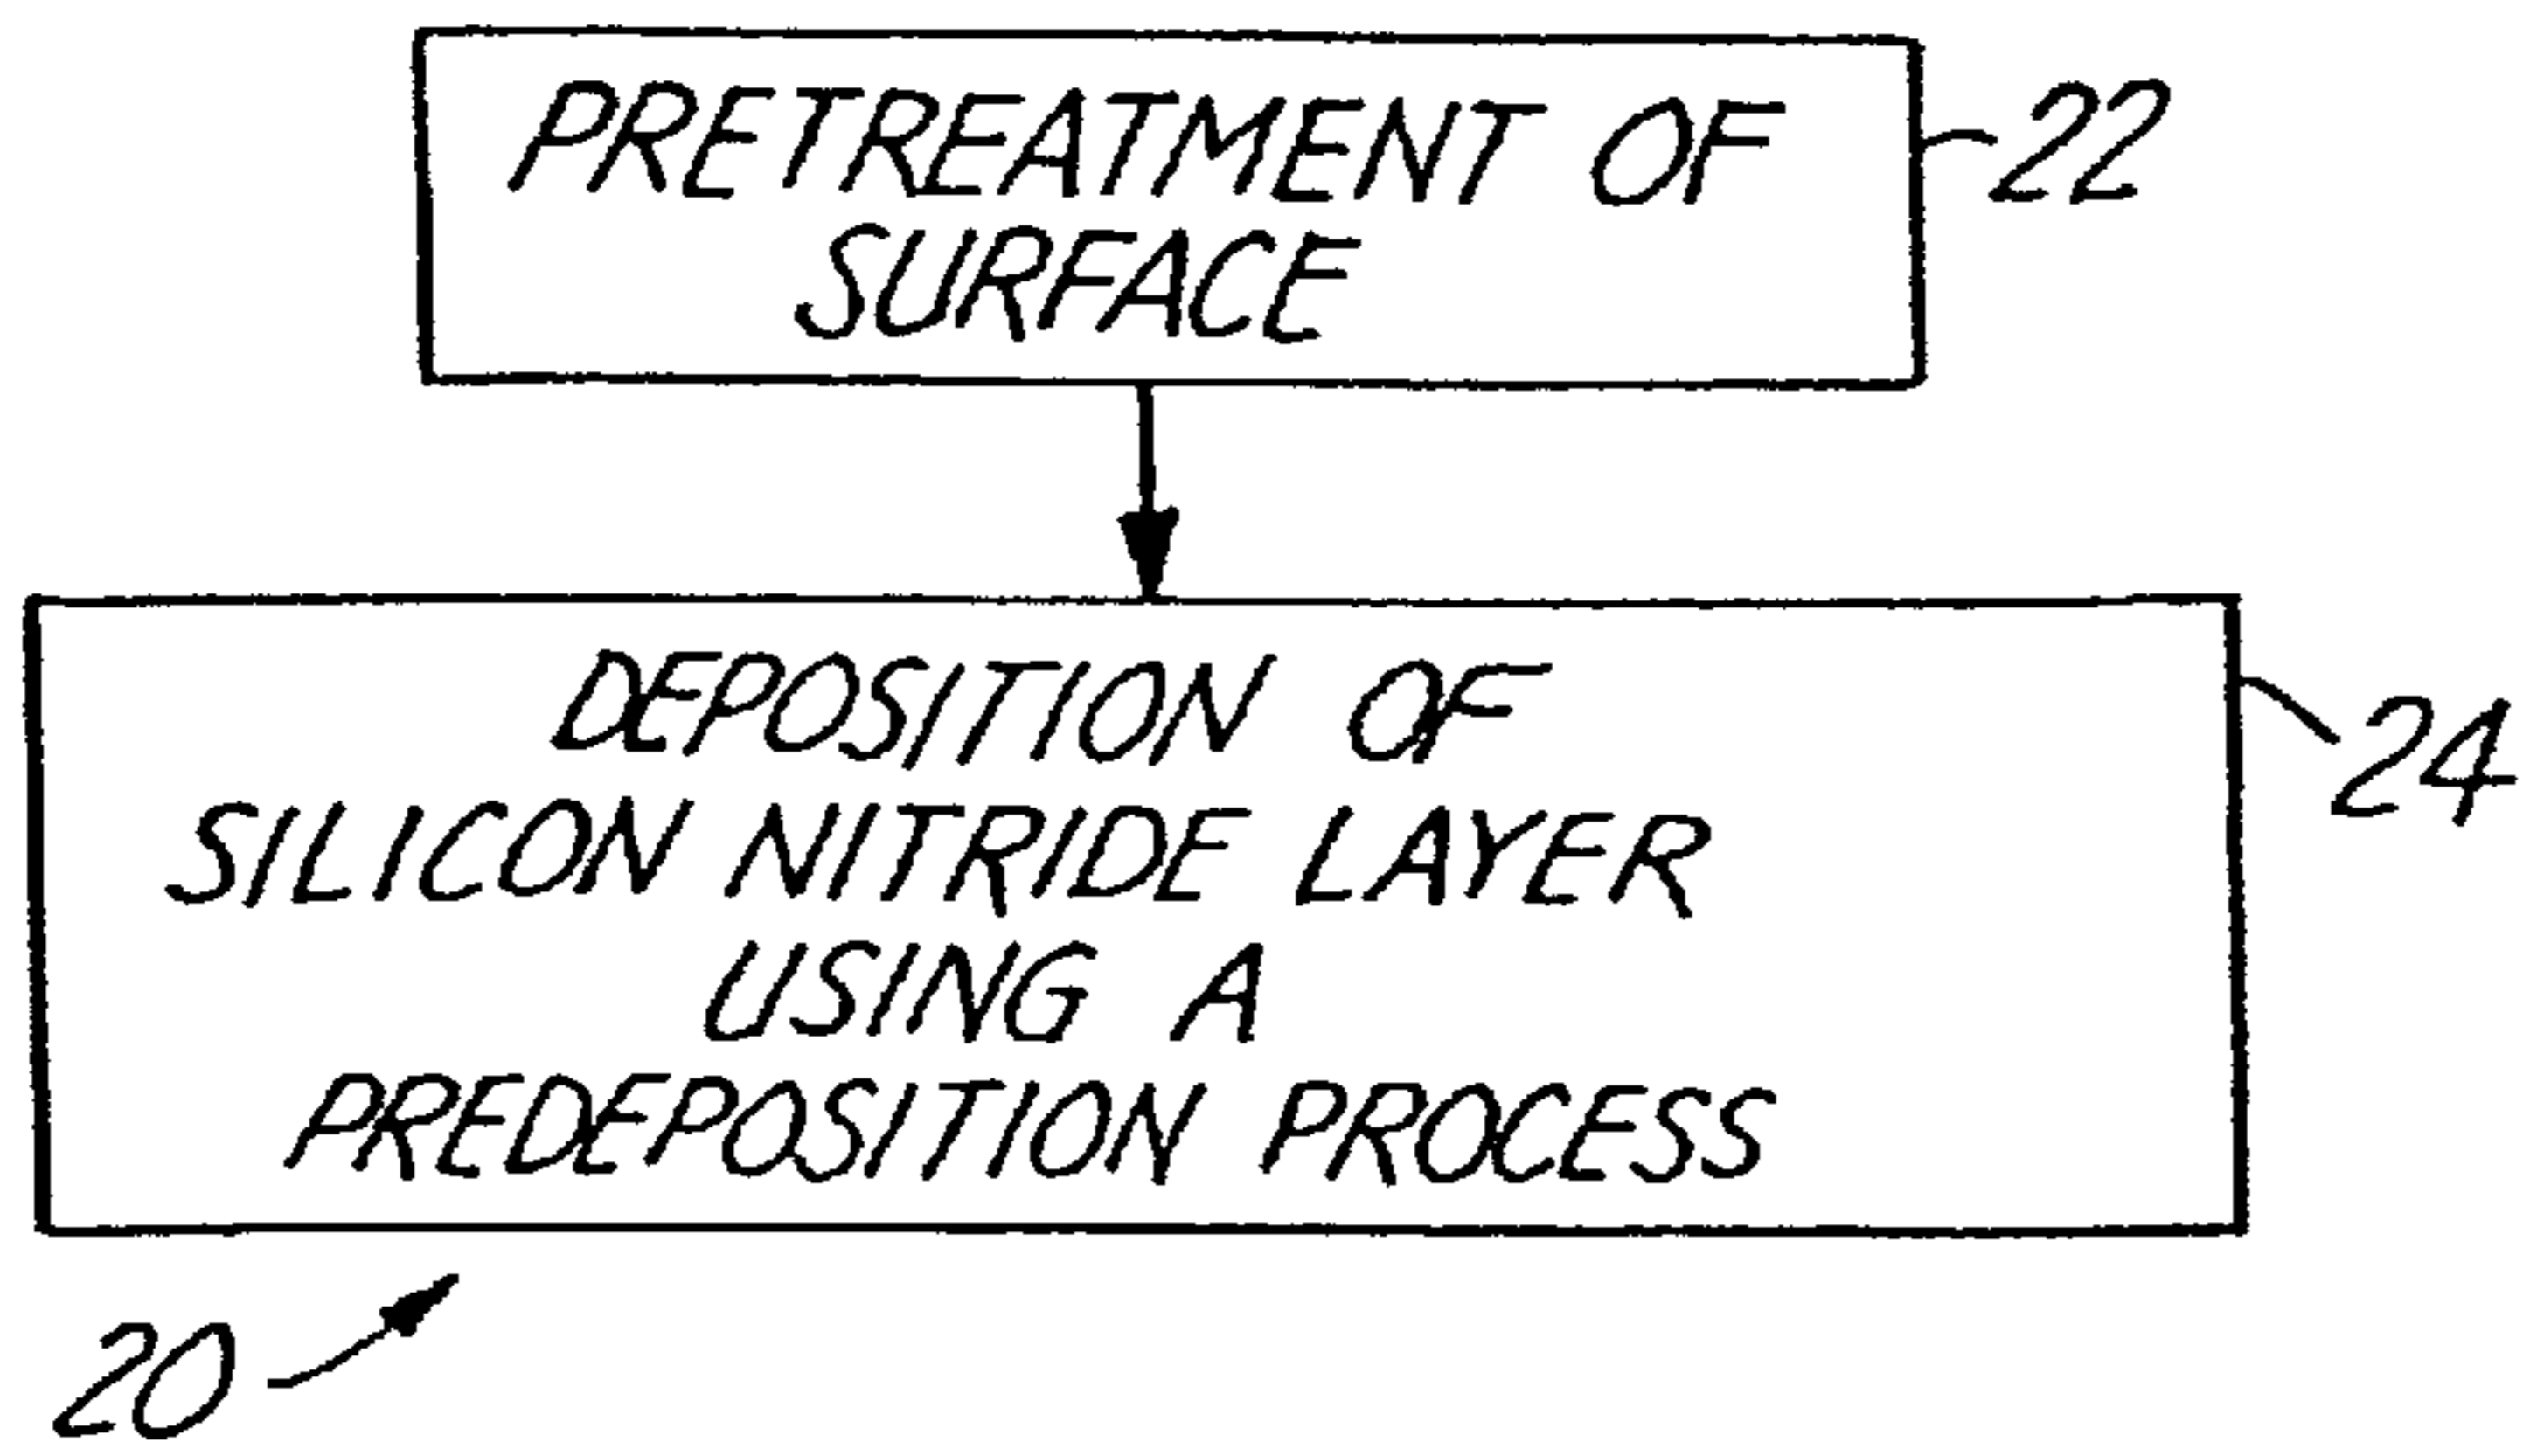 PRETREATMENT OF
SURFACE
22
DEPOSITION OF
SILICON NITRIDE LAYER
USING A
PREDEPOSITION PROCESS
24
20